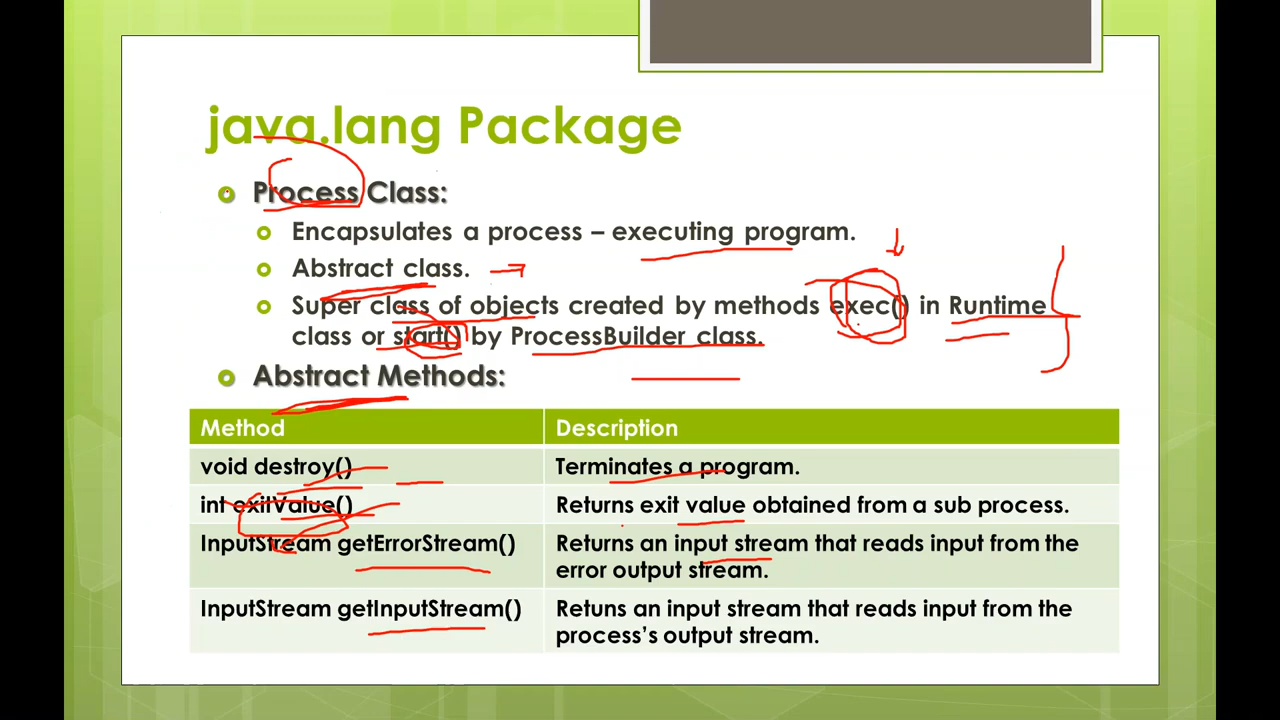 java.lang Package
Process Class:
Encapsulates a process – executing program.
Abstract class.
Super class of objects created by methods exec() in Runtime
class or start() by ProcessBuilder class.
Abstract Methods:
Method Description
void destroy() Terminates a program.
int exitValue() Returns exit value obtained from a sub process.
InputStream getErrorStream() Returns an input stream that reads input from the
error output stream.
InputStream getInputStream() Retuns an input stream that reads input from the
process’s output stream.